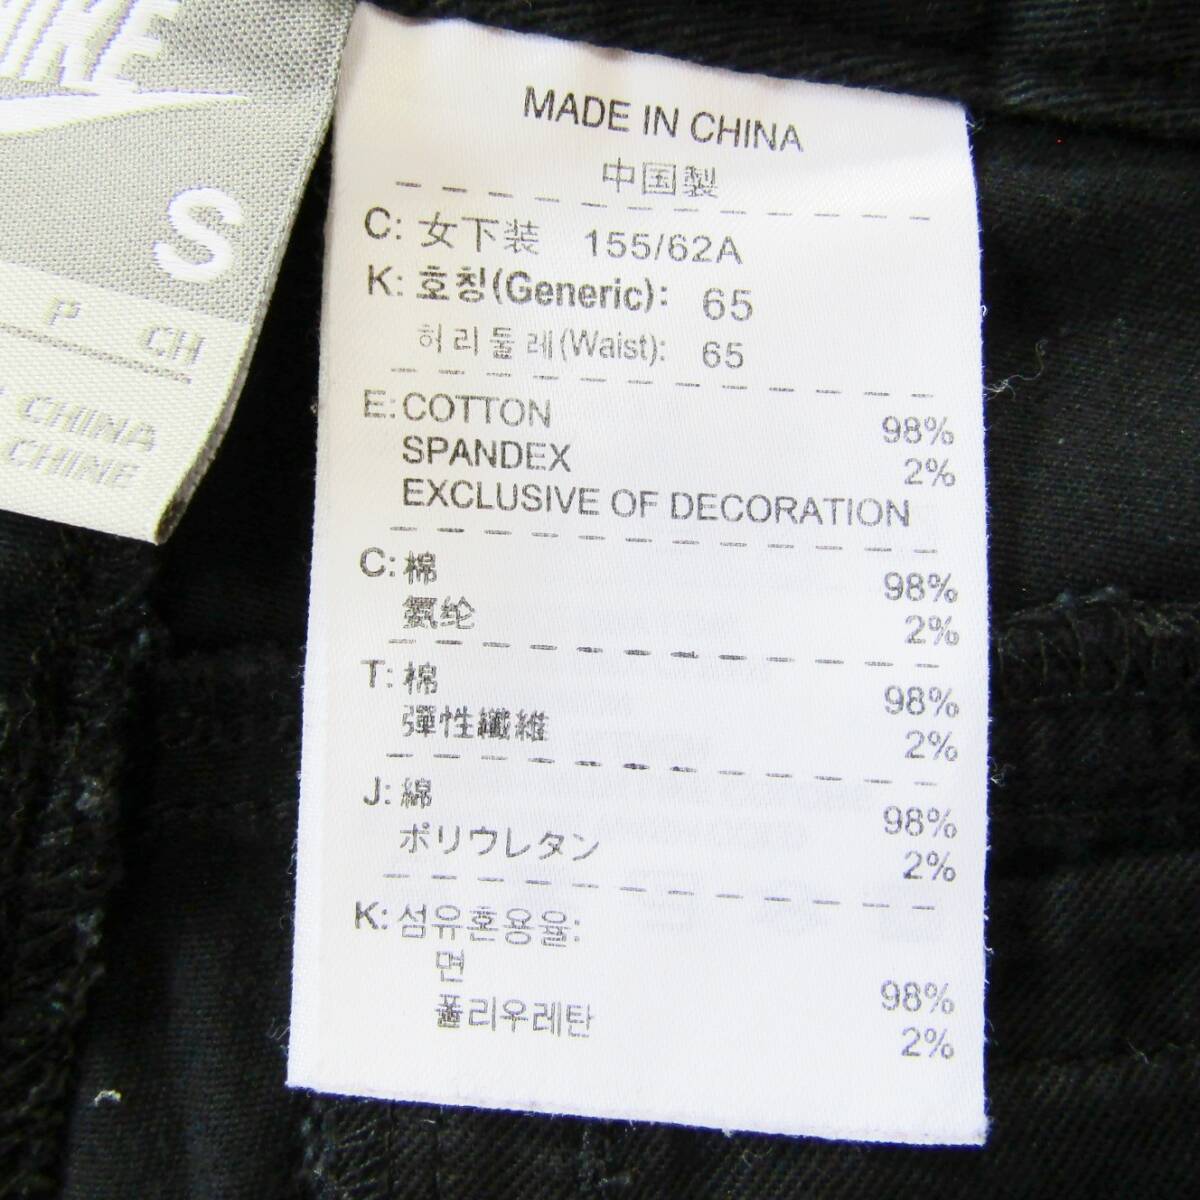 NIKE
S
P CH
CHINA
CHINE
MADE IN CHINA
中国製
C: 女下装 155/62A
K: 호칭(Generic): 65
허리둘레(Waist): 65
E: COTTON 98%
SPANDEX 2%
EXCLUSIVE OF DECORATION
C: 棉 98%
氨纶 2%
T: 棉 98%
彈性纖維 2%
J: 綿 98%
ポリウレタン 2%
K: 섬유혼용율:
면 98%
폴리우레탄 2%